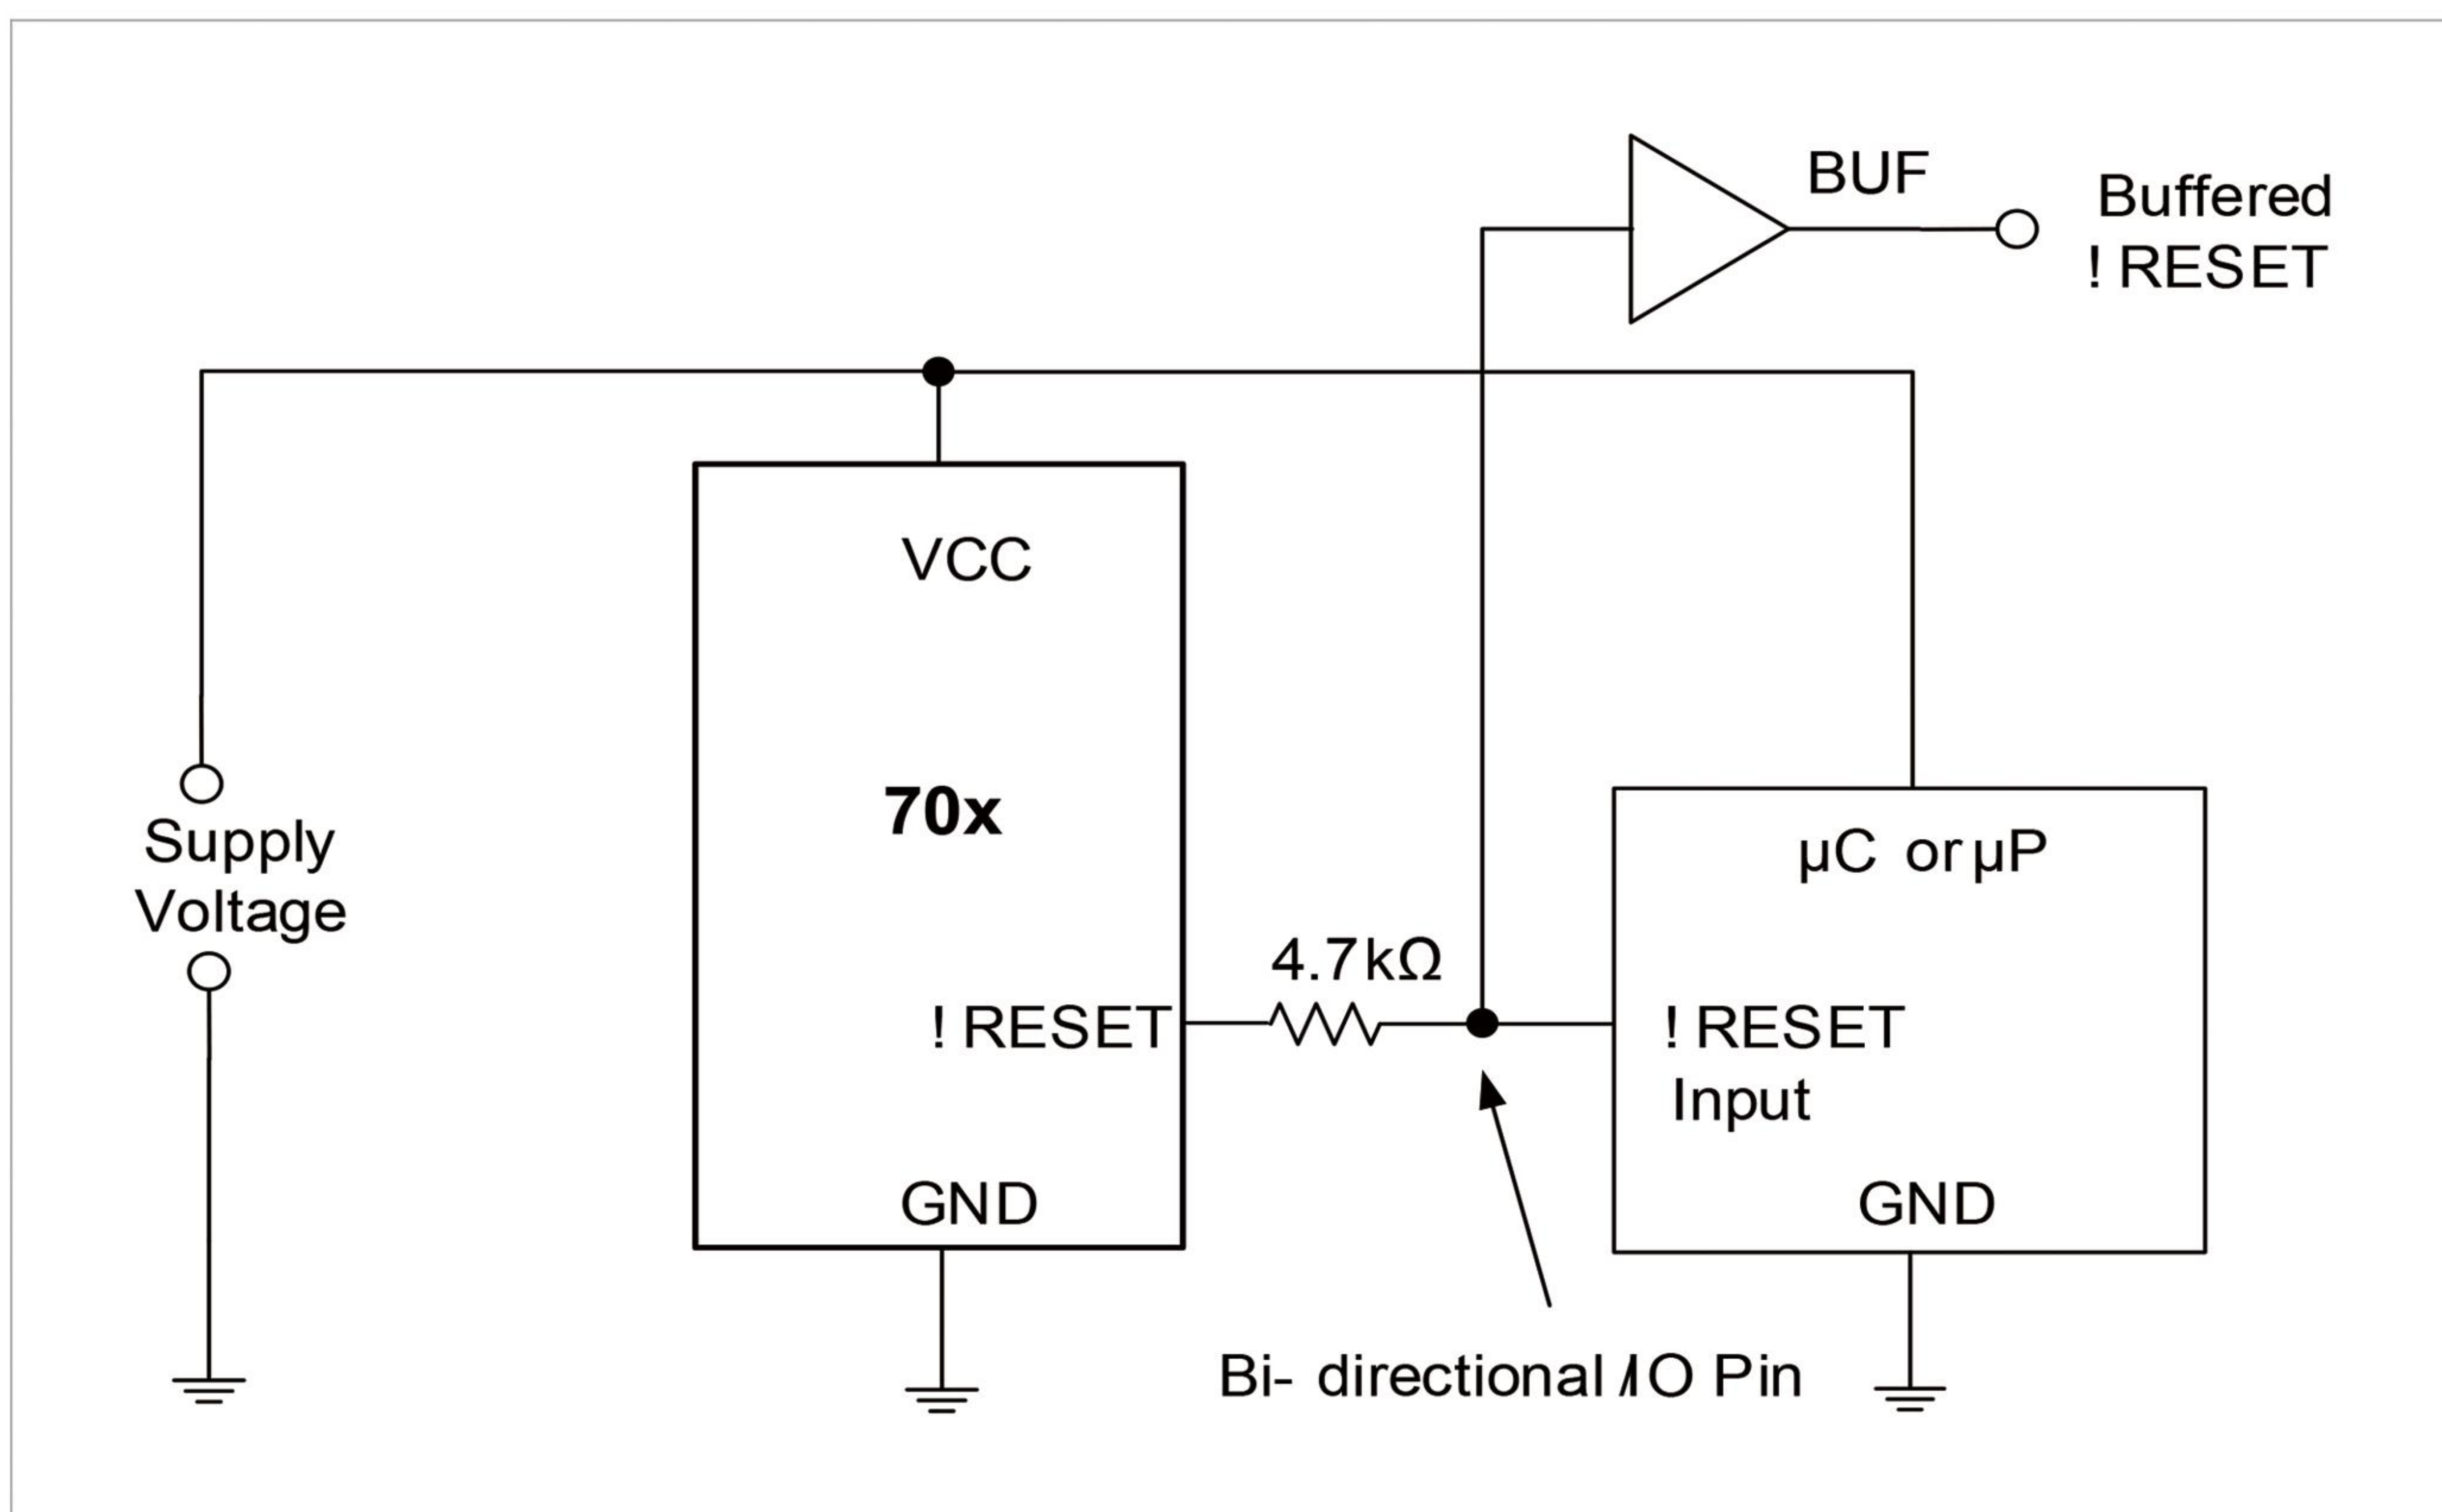 BUF
Buffered
! RESET
VCC
70x
Supply
Voltage
µC or µP
4.7kΩ
! RESET
! RESET
Input
GND
GND
Bi- directional I/O Pin